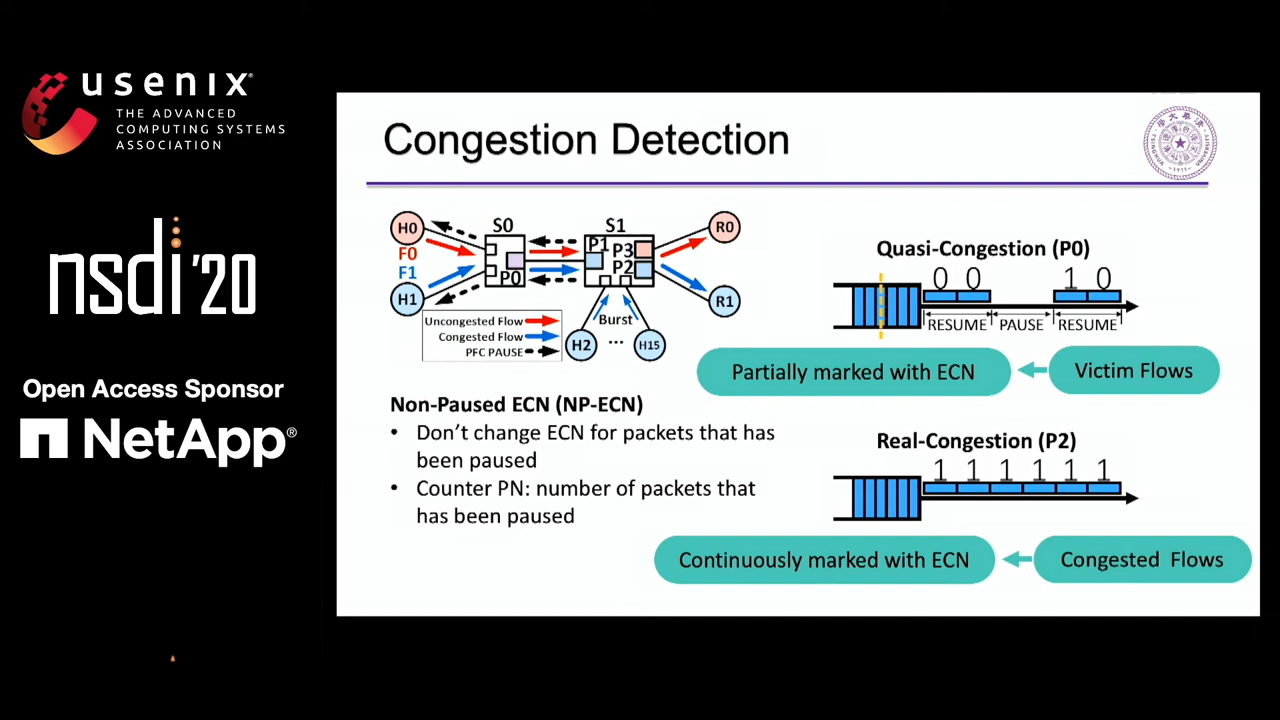 usenix®
THE ADVANCED
COMPUTING SYSTEMS
ASSOCIATION
nsdi '20
Open Access Sponsor
NetApp®
Congestion Detection
H0
S0
S1
R0
F0
P1
P3
F1
P0
P2
H1
R1
Burst
Uncongested Flow
Congested Flow
PFC PAUSE
H2
...
H15
Non-Paused ECN (NP-ECN)
• Don't change ECN for packets that has
been paused
• Counter PN: number of packets that
has been paused
Quasi-Congestion (P0)
0 0 1 0
RESUME PAUSE RESUME
Partially marked with ECN
Victim Flows
Real-Congestion (P2)
1 1 1 1 1 1
Continuously marked with ECN
Congested Flows